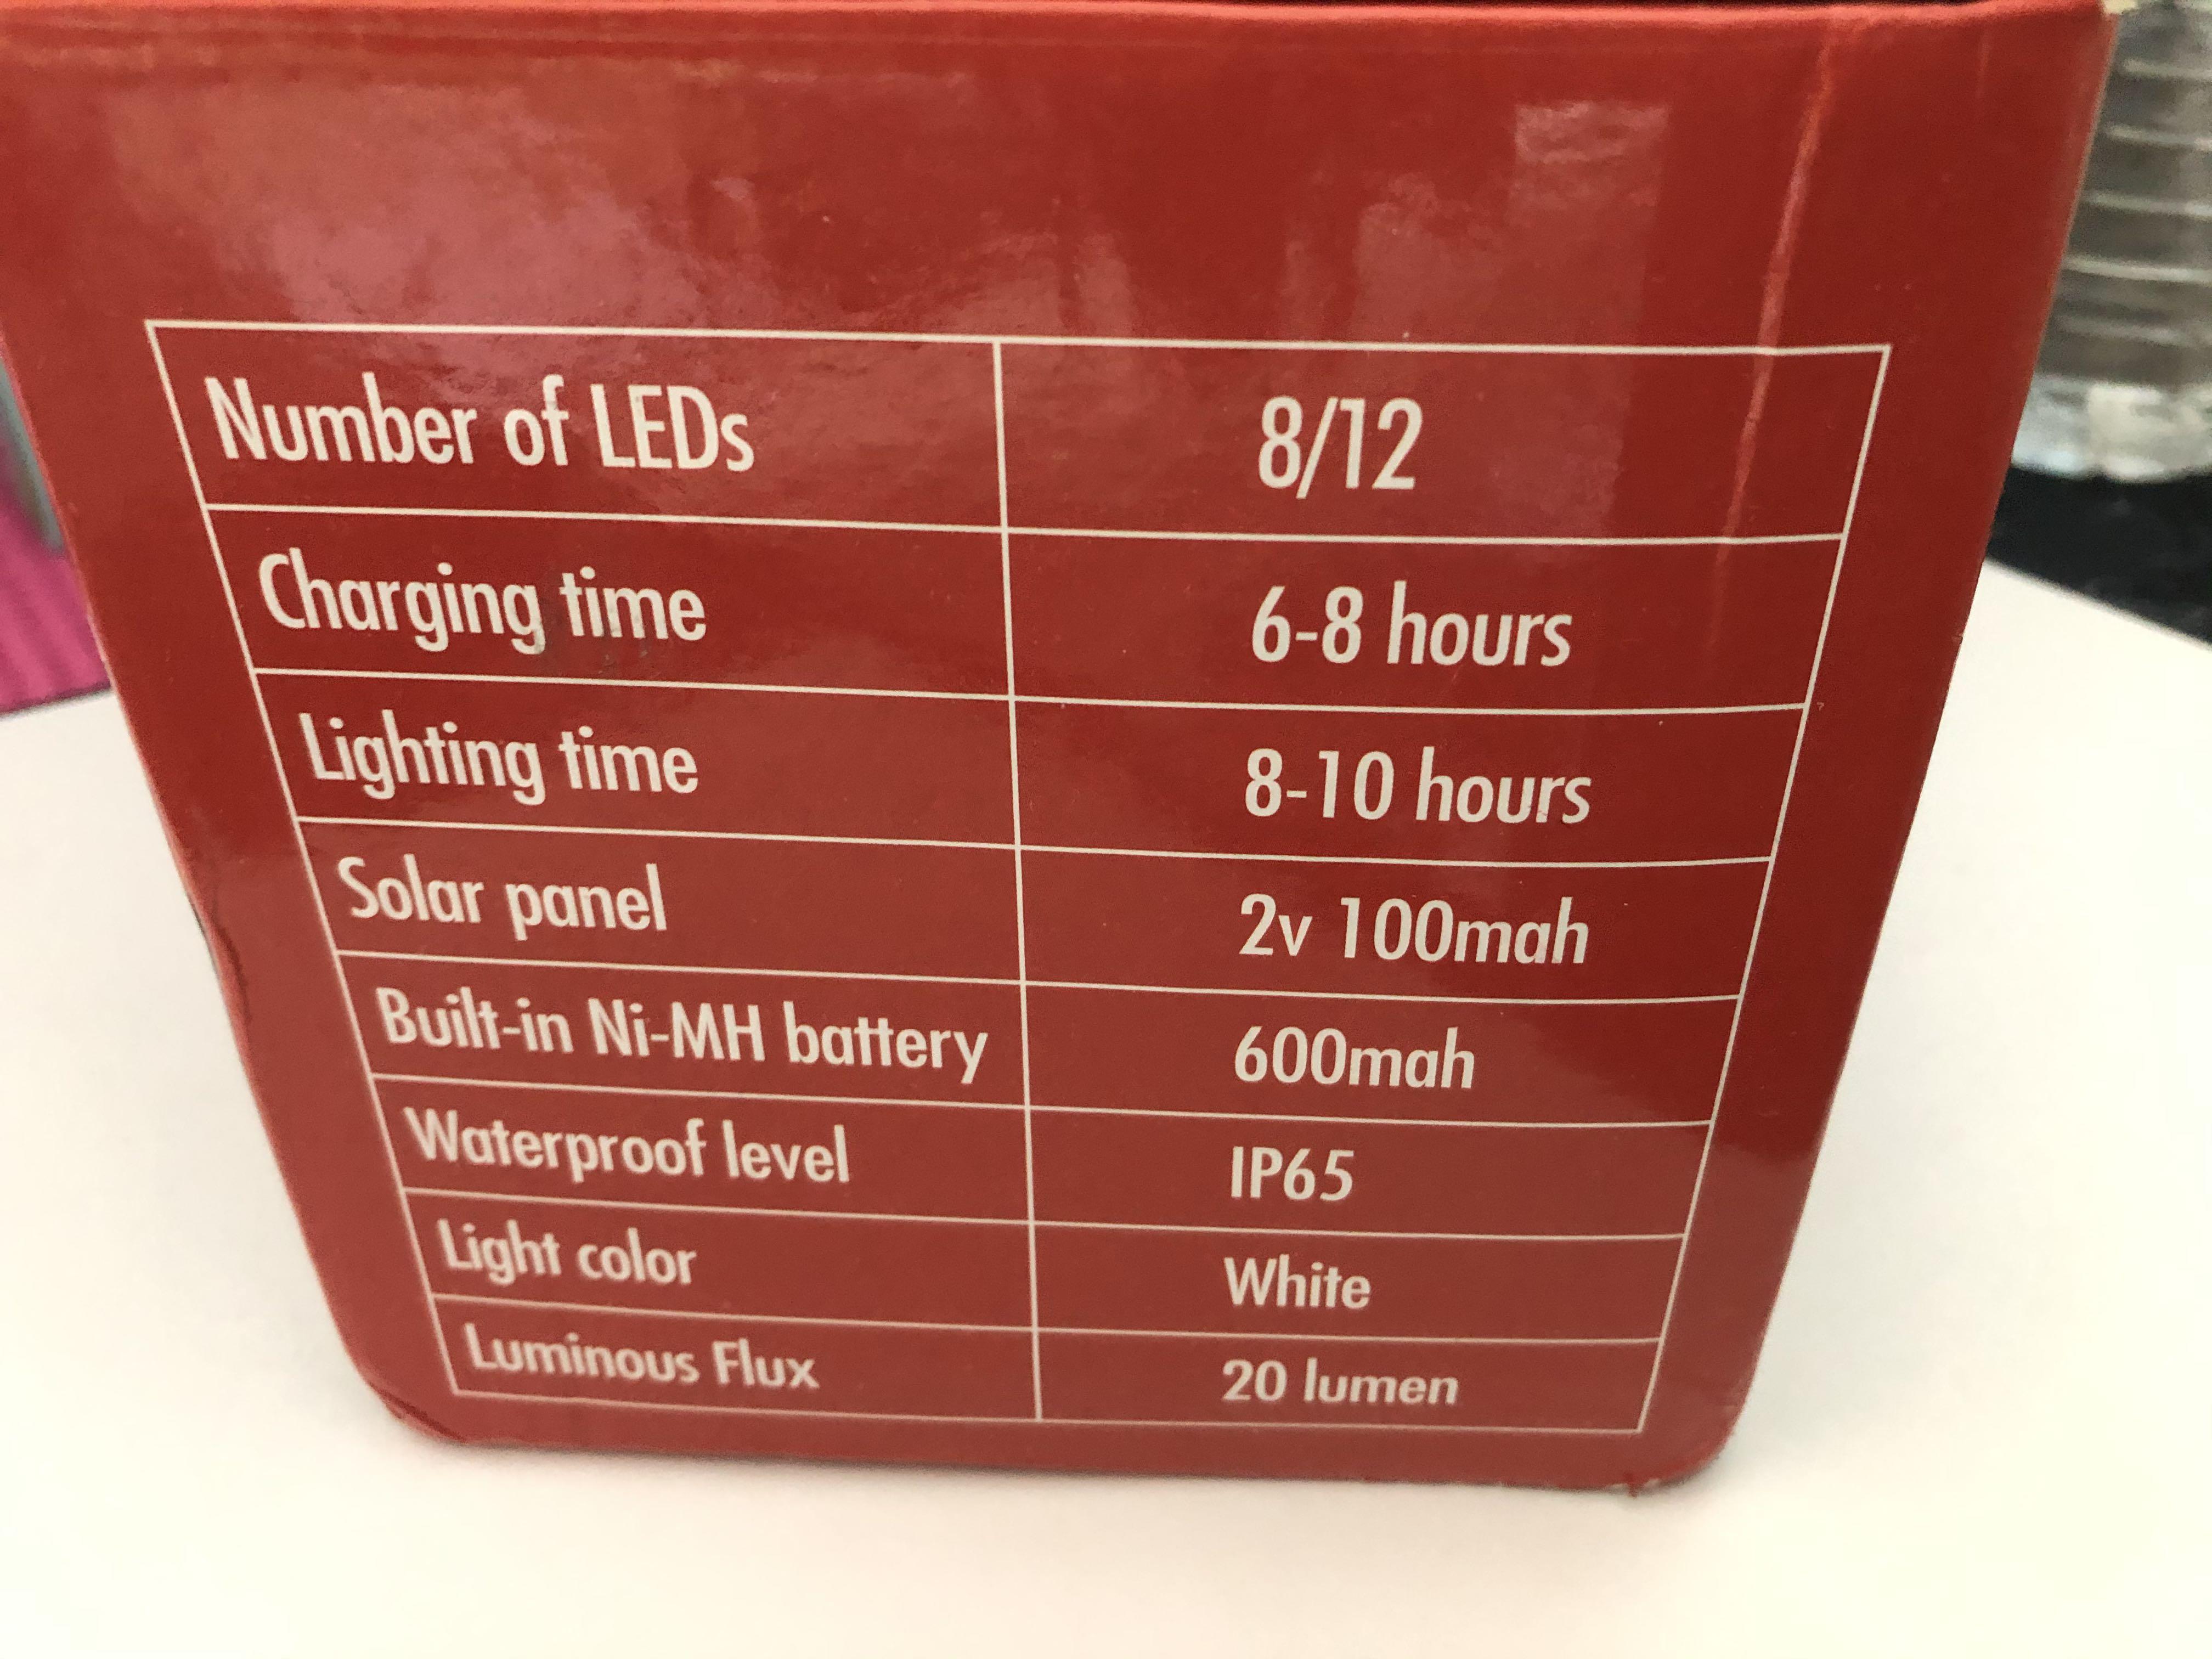 Number of LEDs 8/12
Charging time 6-8 hours
Lighting time 8-10 hours
Solar panel 2v 100mah
Built-in Ni-MH battery 600mah
Waterproof level IP65
Light color White
Luminous Flux 20 lumen